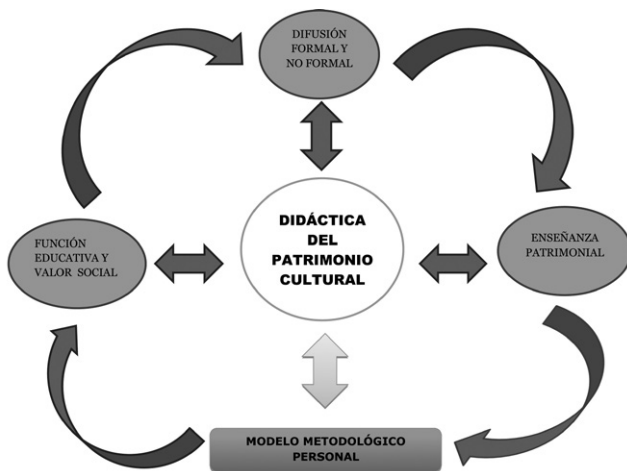 DIFUSIÓN
FORMAL Y
NO FORMAL
DIDÁCTICA
DEL
PATRIMONIO
CULTURAL
FUNCIÓN
EDUCATIVA Y
VALOR SOCIAL
ENSEÑANZA
PATRIMONIAL
MODELO METODOLÓGICO
PERSONAL